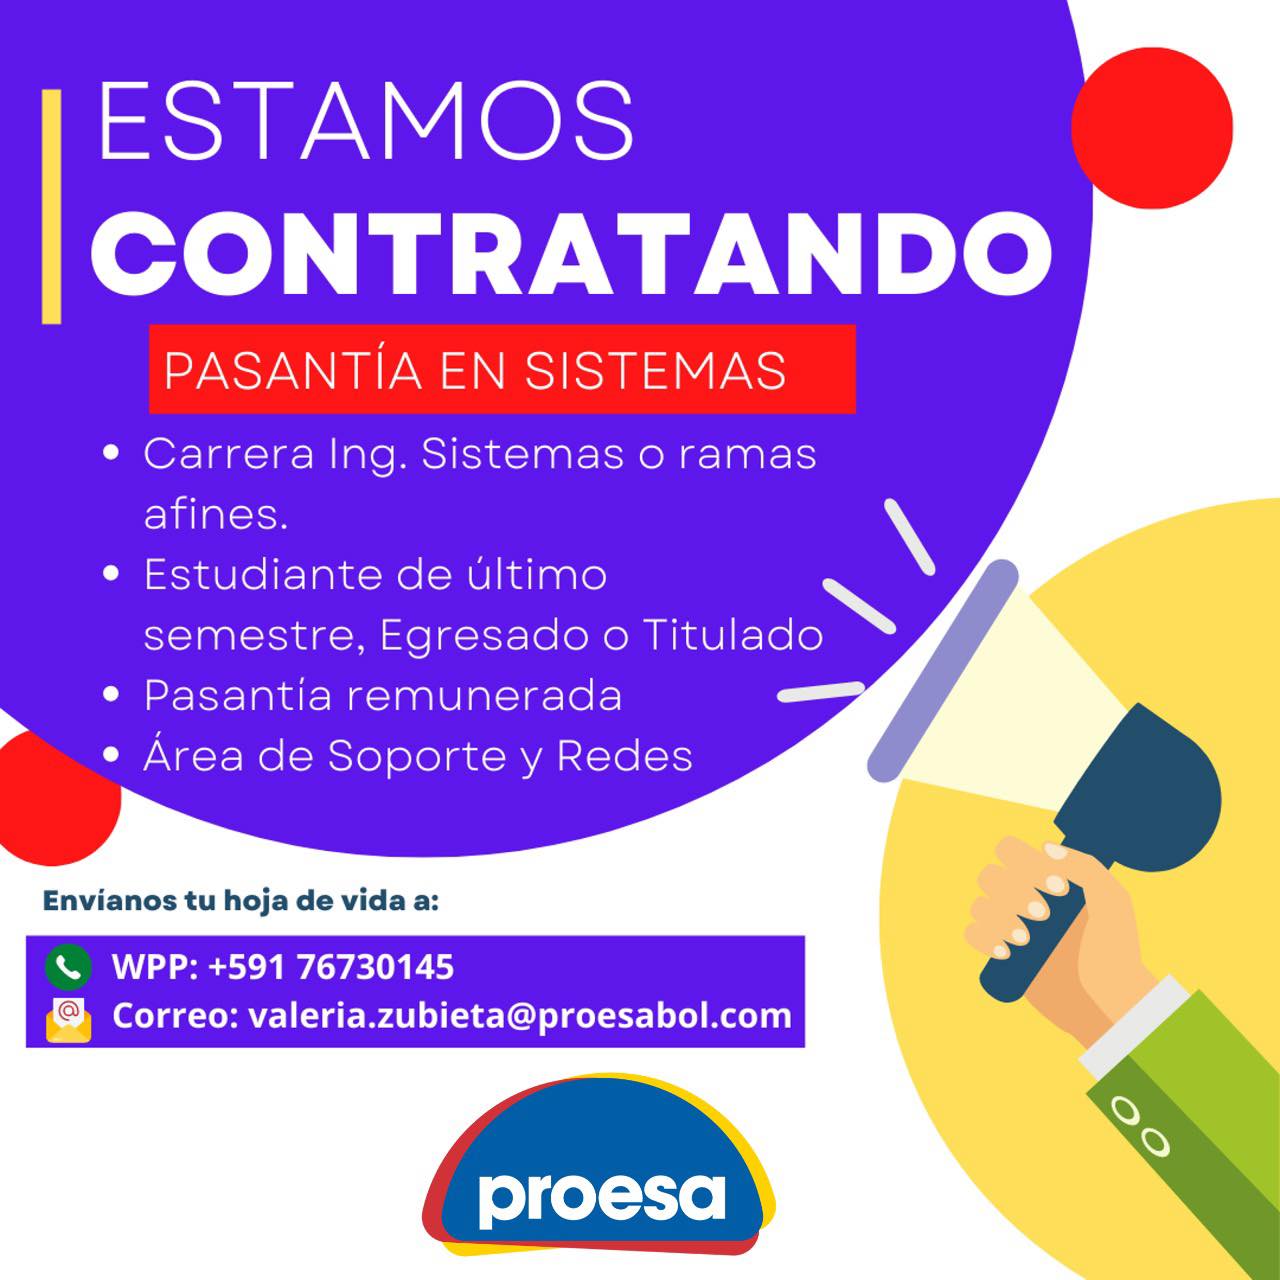 ESTAMOS
CONTRATANDO
PASANTÍA EN SISTEMAS
• Carrera Ing. Sistemas o ramas
afines.
• Estudiante de último
semestre, Egresado o Titulado
• Pasantía remunerada
• Área de Soporte y Redes
Envíanos tu hoja de vida a:
WPP: +591 76730145
@ Correo: valeria.zubieta@proesabol.com
proesa